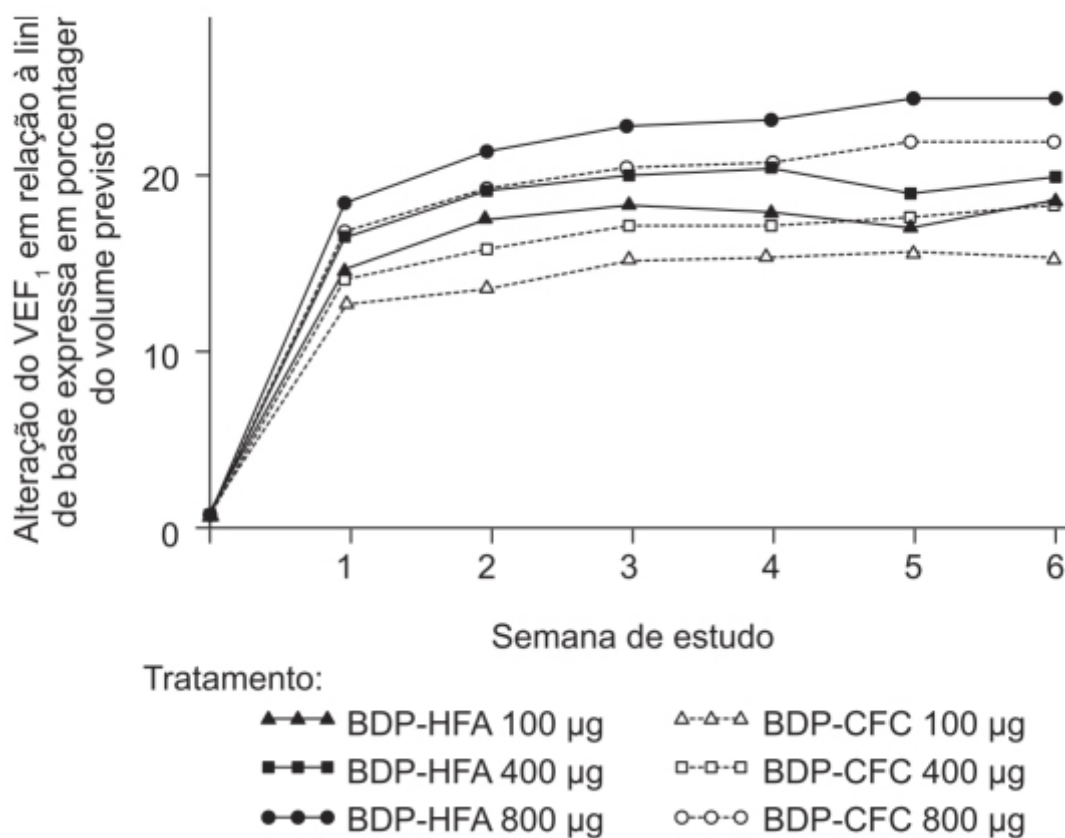 Alteração do VEF₁ em relação à
de base expressa em
do volume previsto
20
10
0
1 2 3 4 5 6
Semana de estudo
Tratamento:
BDP-HFA 100 µg BDP-CFC 100 µg
BDP-HFA 400 µg BDP-CFC 400 µg
BDP-HFA 800 µg BDP-CFC 800 µg